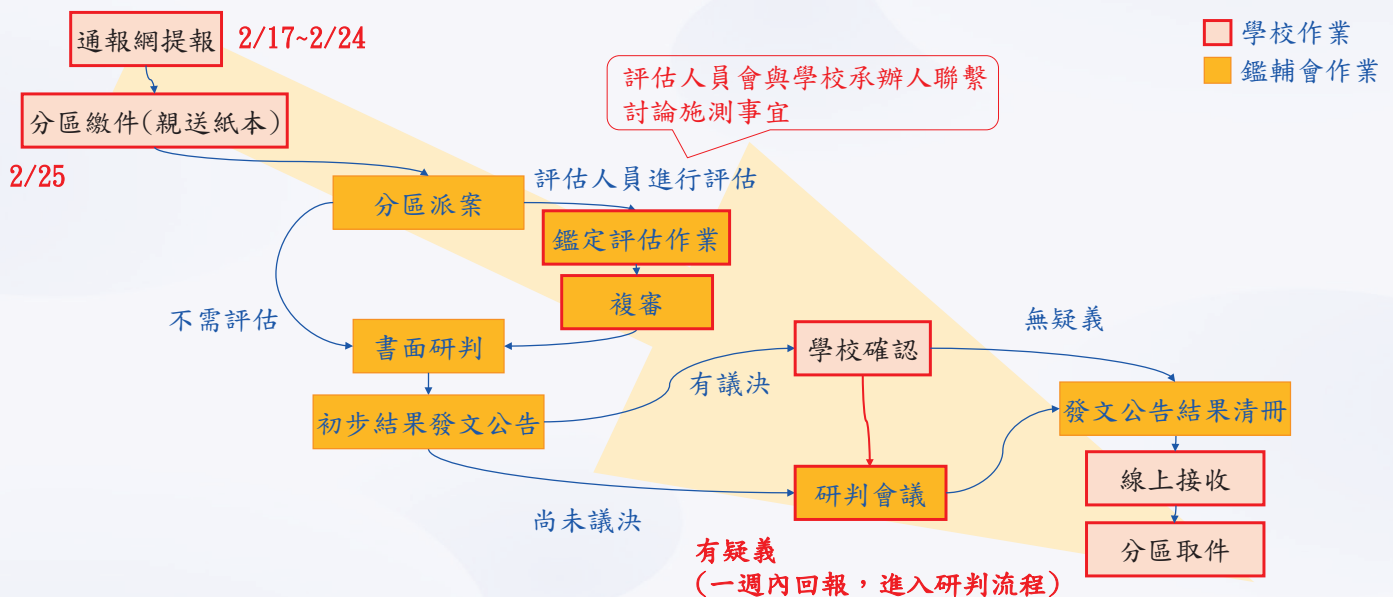 通報網提報
2/17~2/24
學校作業
鑑輔會作業
分區繳件(親送紙本)
2/25
評估人員會與學校承辦人聯繫
討論施測事宜
分區派案
評估人員進行評估
鑑定評估作業
複審
不需評估
書面研判
學校確認
無疑義
有議決
初步結果發文公告
發文公告結果清冊
尚未議決
研判會議
線上接收
有疑義
(一週內回報，進入研判流程)
分區取件